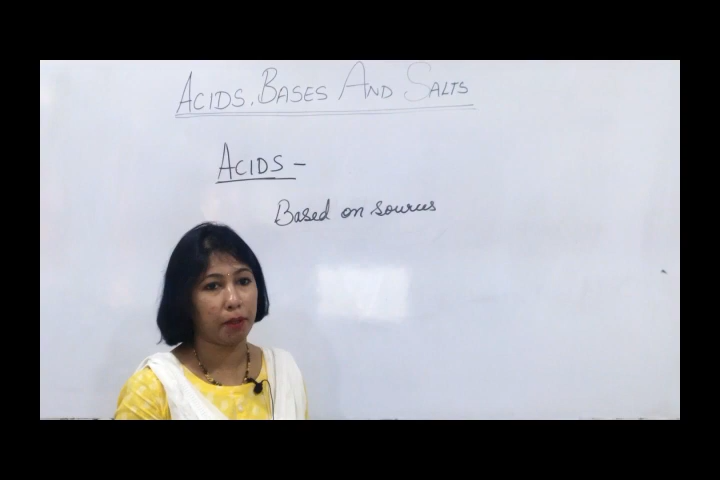 ACIDS, BASES AND SALTS
ACIDS -
Based on sources